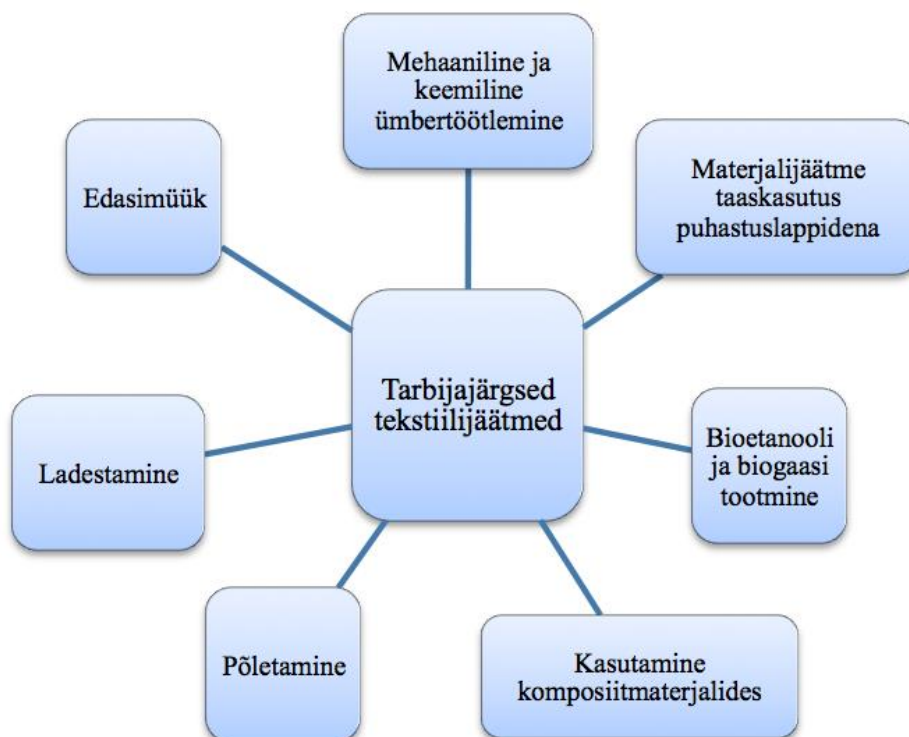 Mehaaniline ja
keemiline
ümbertöötlemine
Edasimüük
Materjalijäätme
taaskasutus
puhastuslappidena
Tarbijajärgsed
tekstiilijäätmed
Ladestamine
Bioetanooli
ja biogaasi
tootmine
Põletamine
Kasutamine
komposiitmaterjalides